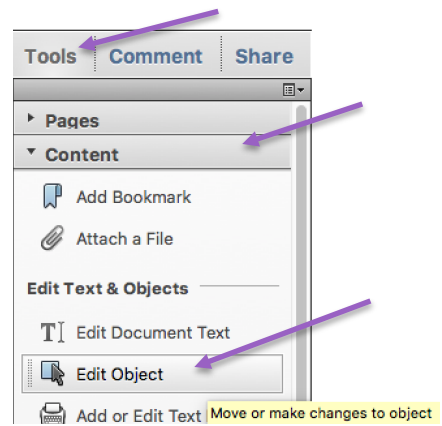 Tools Comment Share
Pages
Content
Add Bookmark
Attach a File
Edit Text & Objects
Edit Document Text
Edit Object
Add or Edit Text
Move or make changes to object